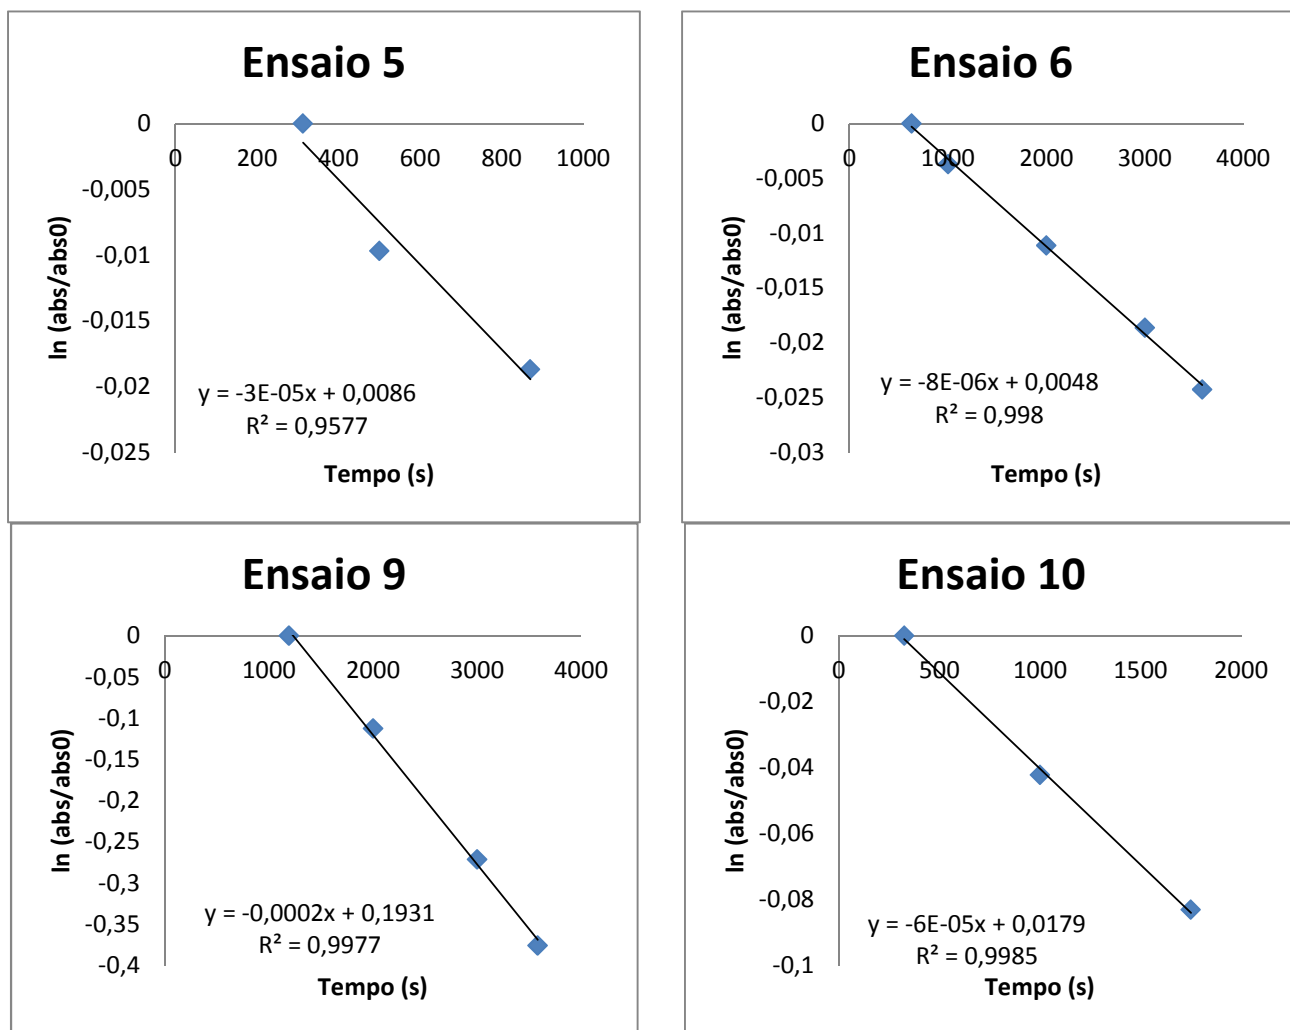 Ensaio 5
0
0 200 400 600 800 1000
-0,005
-0,01
-0,015
-0,02
-0,025
ln (abs/abs0)
y = -3E-05x + 0,0086
R² = 0,9577
Tempo (s)
Ensaio 6
0
0 1000 2000 3000 4000
-0,005
-0,01
-0,015
-0,02
-0,025
-0,03
ln (abs/abs0)
y = -8E-06x + 0,0048
R² = 0,998
Tempo (s)
Ensaio 9
0
0 1000 2000 3000 4000
-0,05
-0,1
-0,15
-0,2
-0,25
-0,3
-0,35
-0,4
ln (abs/abs0)
y = -0,0002x + 0,1931
R² = 0,9977
Tempo (s)
Ensaio 10
0
0 500 1000 1500 2000
-0,02
-0,04
-0,06
-0,08
-0,1
ln (abs/abs0)
y = -6E-05x + 0,0179
R² = 0,9985
Tempo (s)